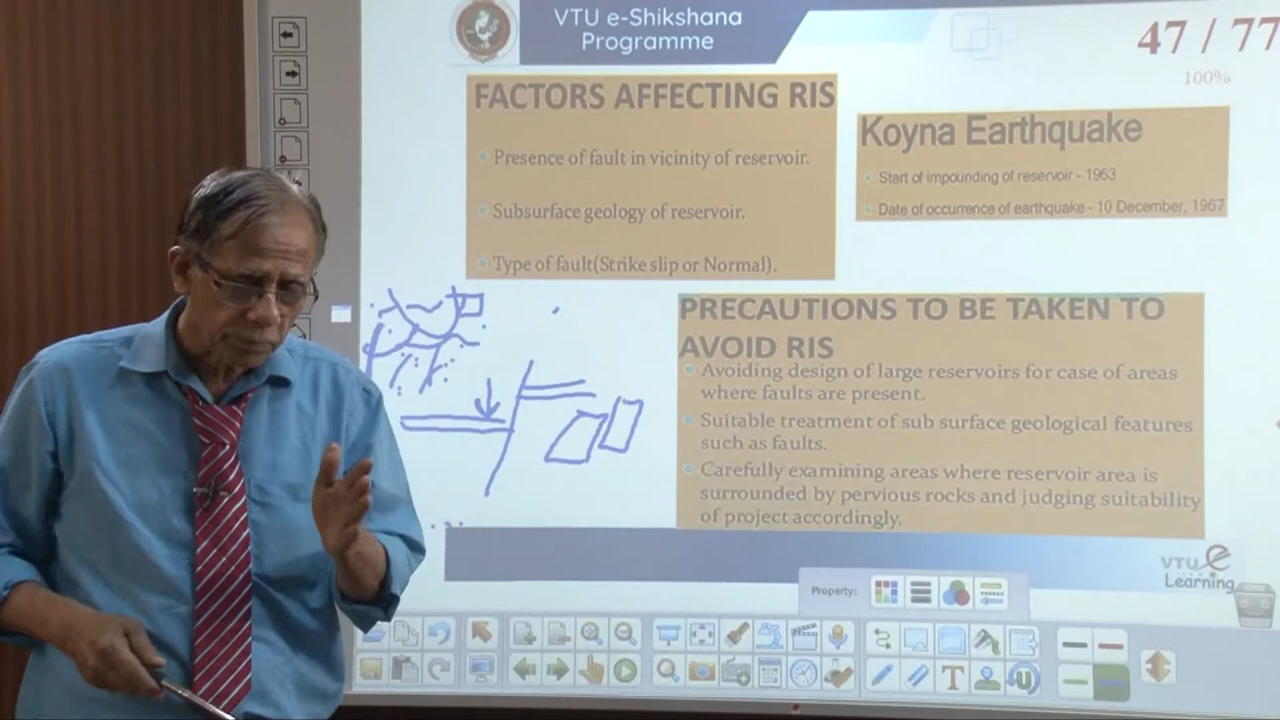 VTU e-Shikshana
Programme
47 / 77
100%
FACTORS AFFECTING RIS
Presence of fault in vicinity of reservoir.
Subsurface geology of reservoir.
Type of fault(Strike slip or Normal).
Koyna Earthquake
Start of impounding of reservoir - 1963
Date of occurrence of earthquake - 10 December, 1967
PRECAUTIONS TO BE TAKEN TO
AVOID RIS
Avoiding design of large reservoirs for case of areas
where faults are present.
Suitable treatment of sub surface geological features
such as faults.
Carefully examining areas where reservoir area is
surrounded by pervious rocks and judging suitability
of project accordingly.
VTU e
Learning
Property: